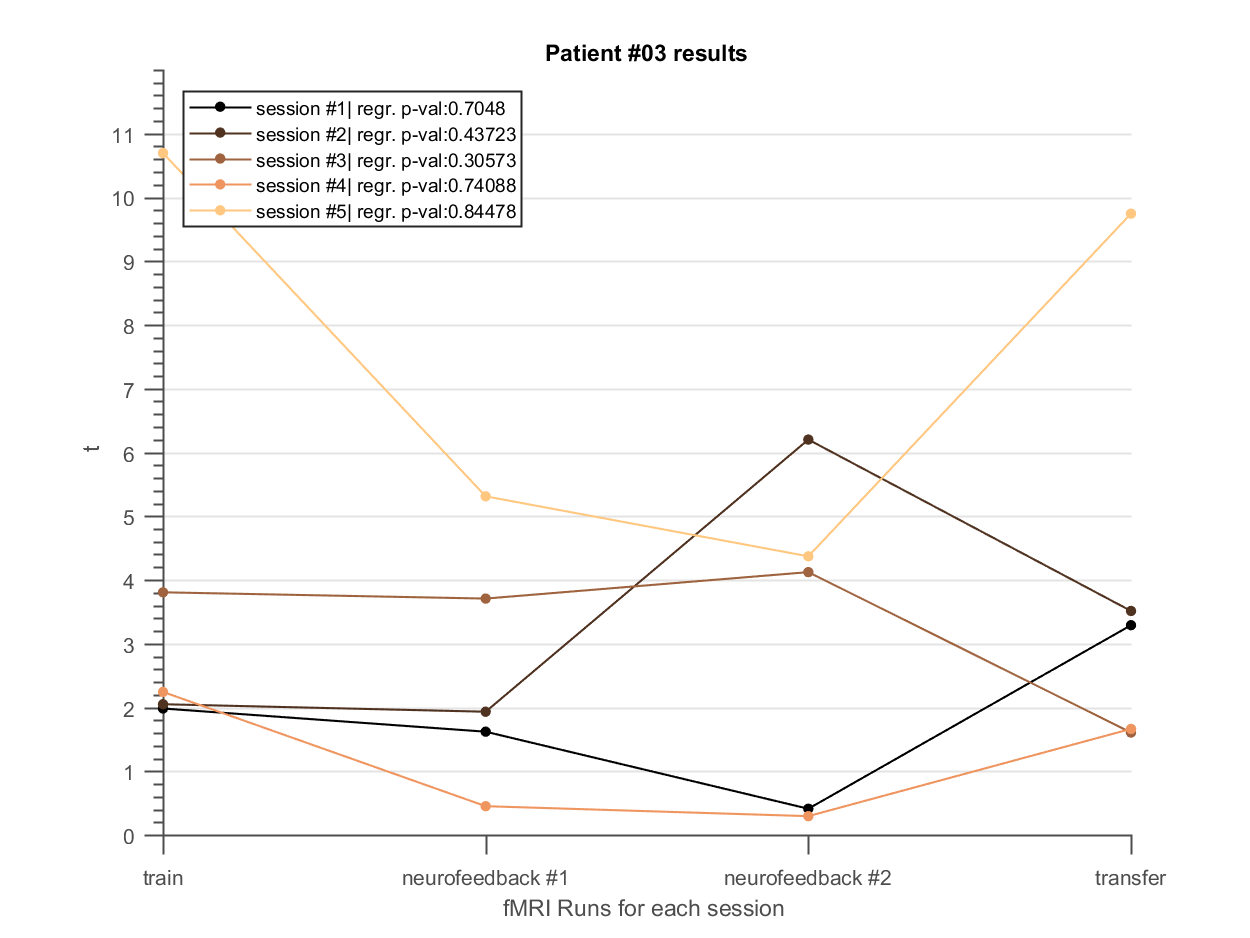 Patient #03 results
session #1| regr. p-val:0.7048
session #2| regr. p-val:0.43723
session #3| regr. p-val:0.30573
session #4| regr. p-val:0.74088
session #5| regr. p-val:0.84478
11
10
9
8
7
6
5
4
3
2
1
0
t
train
neurofeedback #1
neurofeedback #2
transfer
fMRI Runs for each session